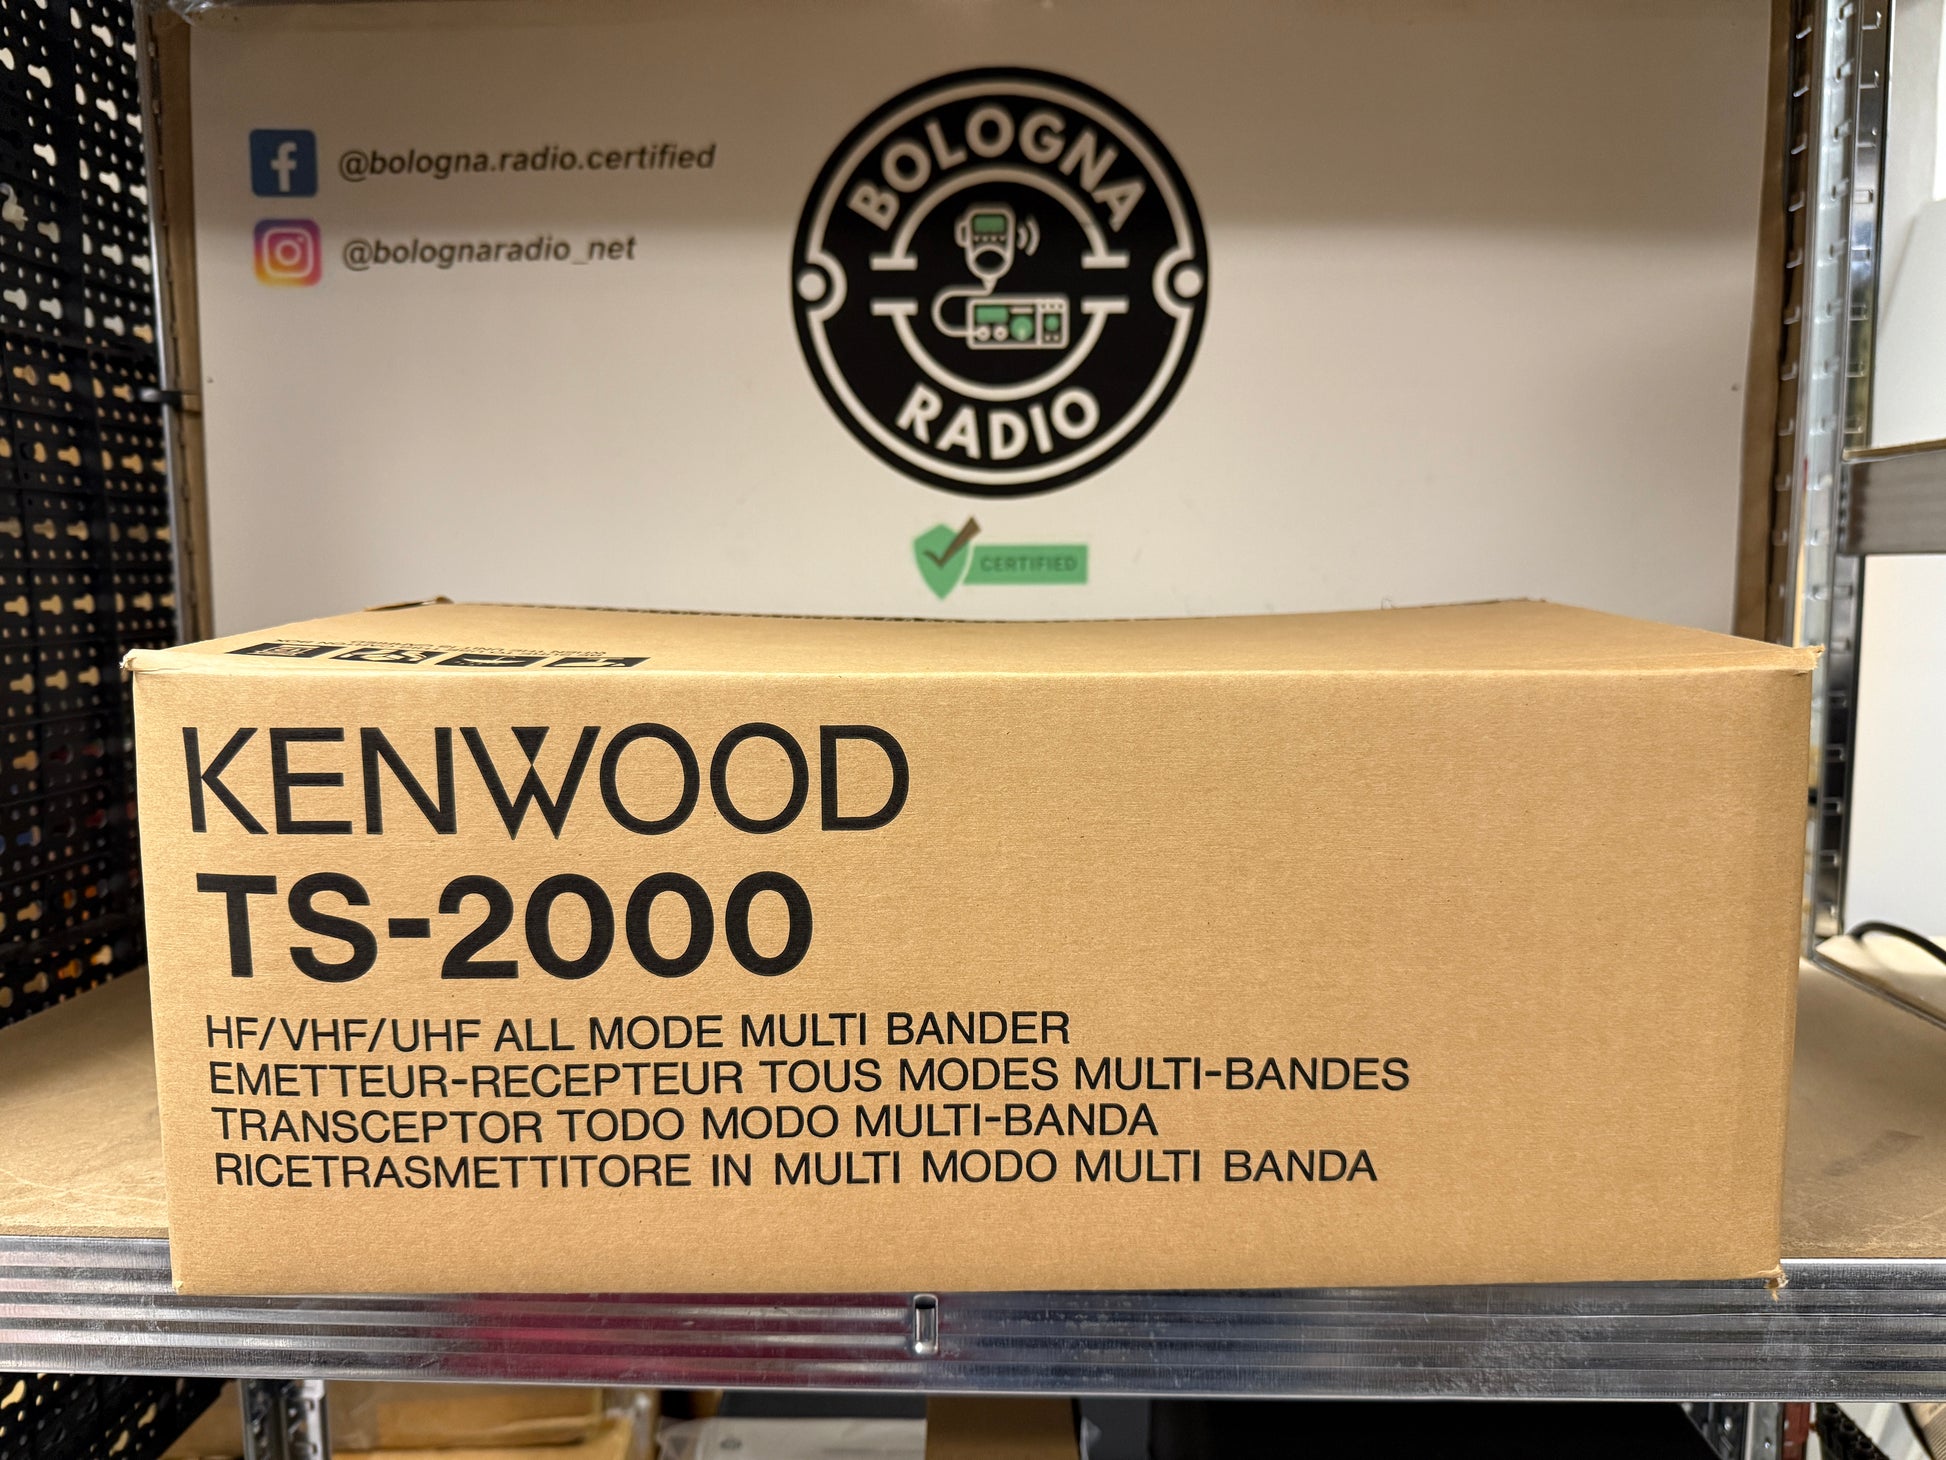 @bologna.radio.certified
@bolognaradio_net
BOLOGNA
RADIO
CERTIFIED
KENWOOD
TS-2000
HF/VHF/UHF ALL MODE MULTI BANDER
EMETTEUR-RECEPTEUR TOUS MODES MULTI-BANDES
TRANSCEPTOR TODO MODO MULTI-BANDA
RICETRASMETTITORE IN MULTI MODO MULTI BANDA